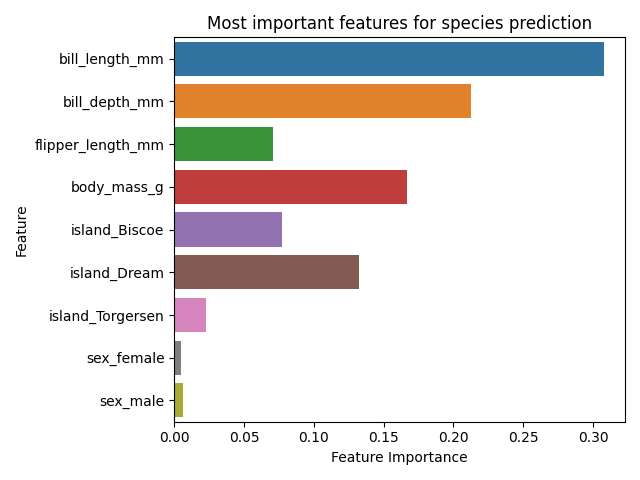 Most important features for species prediction
bill_length_mm
bill_depth_mm
flipper_length_mm
body_mass_g
island_Biscoe
island_Dream
island_Torgersen
sex_female
sex_male
Feature
0.00 0.05 0.10 0.15 0.20 0.25 0.30
Feature Importance